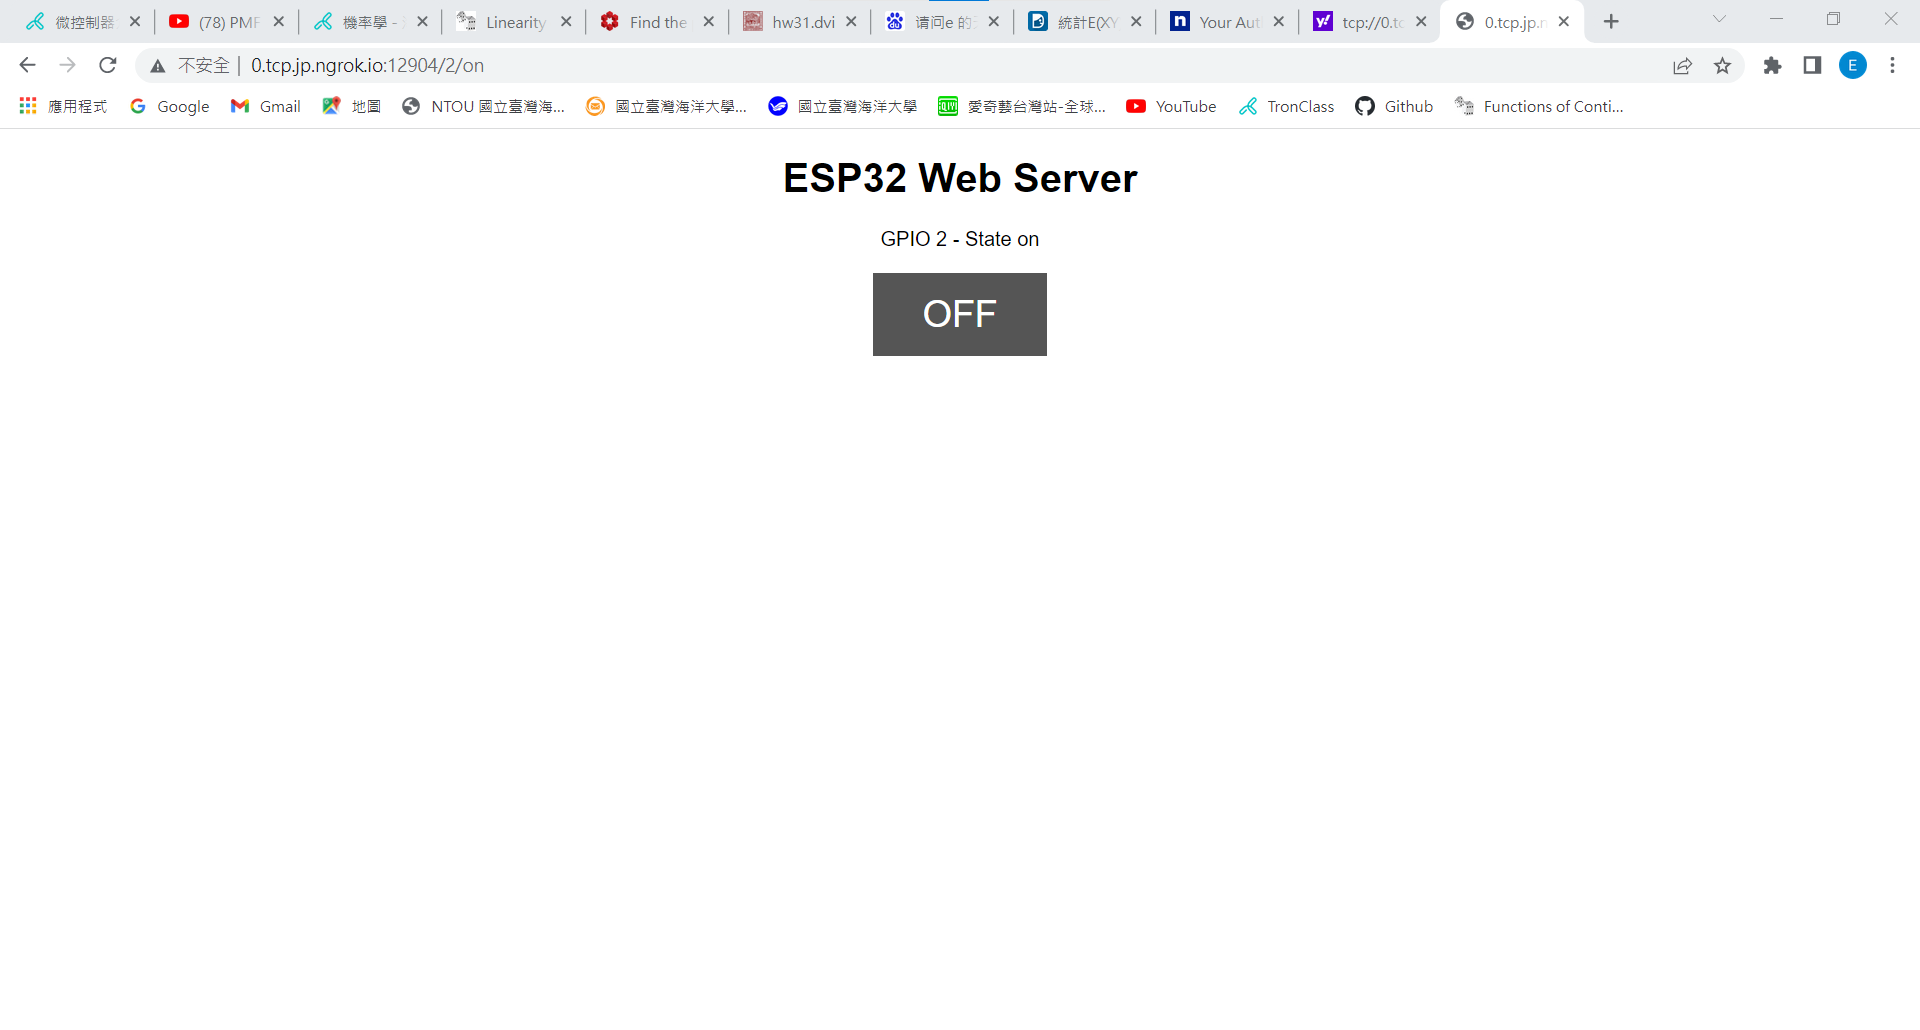 微控制器 (78) PMF 機率學 - Linearity Find the hw31.dvi 请问e 的 統計E(XY Your Aut tcp://0.tc 0.tcp.jp.n
不安全 | 0.tcp.jp.ngrok.io:12904/2/on E
應用程式 Google Gmail 地圖 NTOU 國立臺灣海... 國立臺灣海洋大學... 國立臺灣海洋大學 愛奇藝台灣站-全球... YouTube TronClass Github Functions of Conti...
ESP32 Web Server
GPIO 2 - State on
OFF